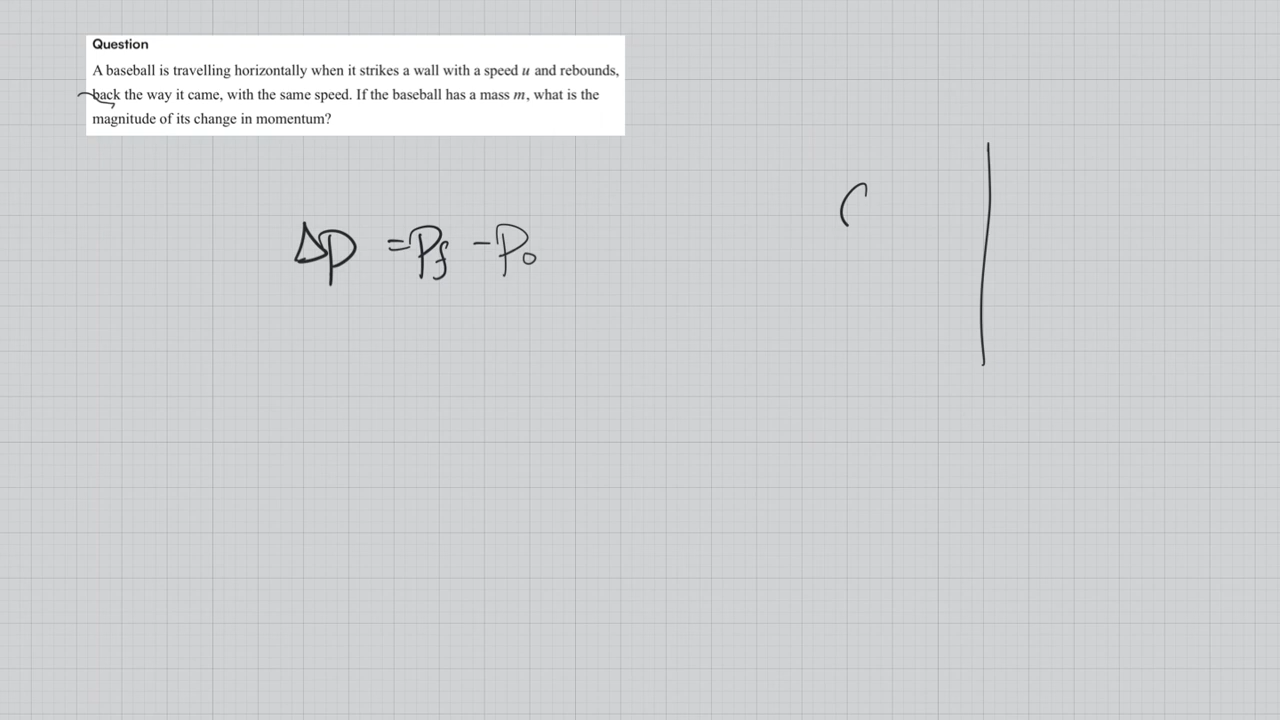 Question
A baseball is travelling horizontally when it strikes a wall with a speed u and rebounds,
back the way it came, with the same speed. If the baseball has a mass m, what is the
magnitude of its change in momentum?
Δp = Pf - Po